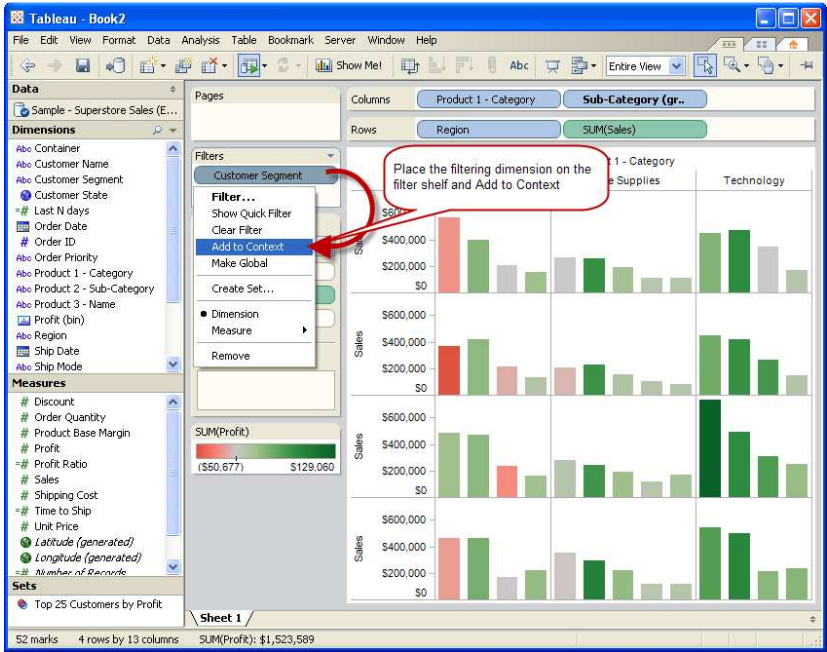 Tableau - Book2
File Edit View Format Data Analysis Table Bookmark Server Window Help
Show Me!
Abc
Entire View
Data
Sample - Superstore Sales (E...
Dimensions
Abc Container
Abc Customer Name
Abc Customer Segment
Customer State
=# Last N days
Order Date
# Order ID
Abc Order Priority
Abc Product 1 - Category
Abc Product 2 - Sub-Category
Abc Product 3 - Name
Profit (bin)
Abc Region
Ship Date
Abc Ship Mode
Measures
# Discount
# Order Quantity
# Product Base Margin
# Profit
=# Profit Ratio
# Sales
# Shipping Cost
=# Time to Ship
# Unit Price
Latitude (generated)
Longitude (generated)
=# Number of Records
Sets
Top 25 Customers by Profit
Pages
Filters
Customer Segment
Filter...
Show Quick Filter
Clear Filter
Add to Context
Make Global
Create Set...
Dimension
Measure
Remove
SUM(Profit)
($50,677) $129,060
Columns Product 1 - Category Sub-Category (gr..
Rows Region SUM(Sales)
Place the filtering dimension on the
filter shelf and Add to Context
t 1 - Category
e Supplies Technology
$600,
$400,000
$200,000
$0
Sales
$600,000
$400,000
$200,000
$0
Sales
$600,000
$400,000
$200,000
$0
Sales
$600,000
$400,000
$200,000
$0
Sheet 1
52 marks 4 rows by 13 columns SUM(Profit): $1,523,589